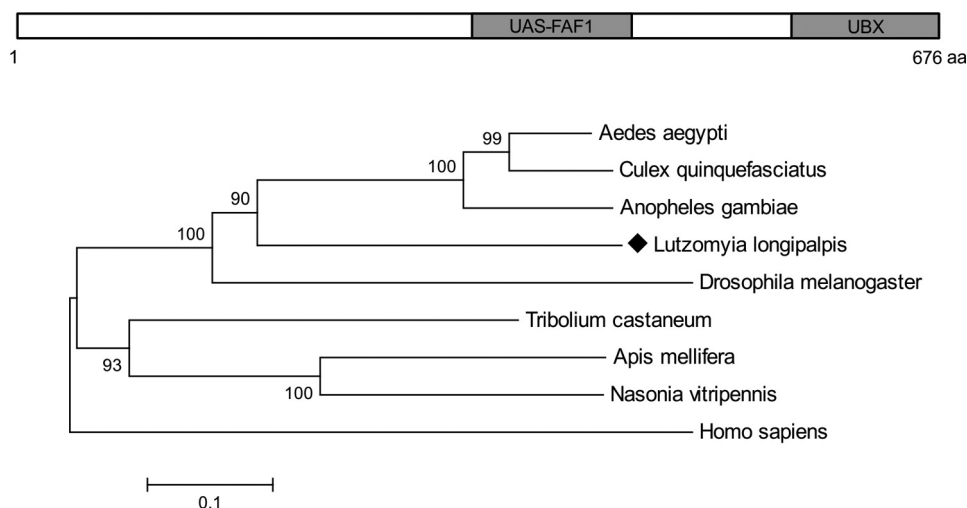 UAS-FAF1 UBX
1 676 aa
99 Aedes aegypti
100 Culex quinquefasciatus
90 Anopheles gambiae
100 Lutzomyia longipalpis
Drosophila melanogaster
Tribolium castaneum
93 Apis mellifera
100 Nasonia vitripennis
Homo sapiens
0.1